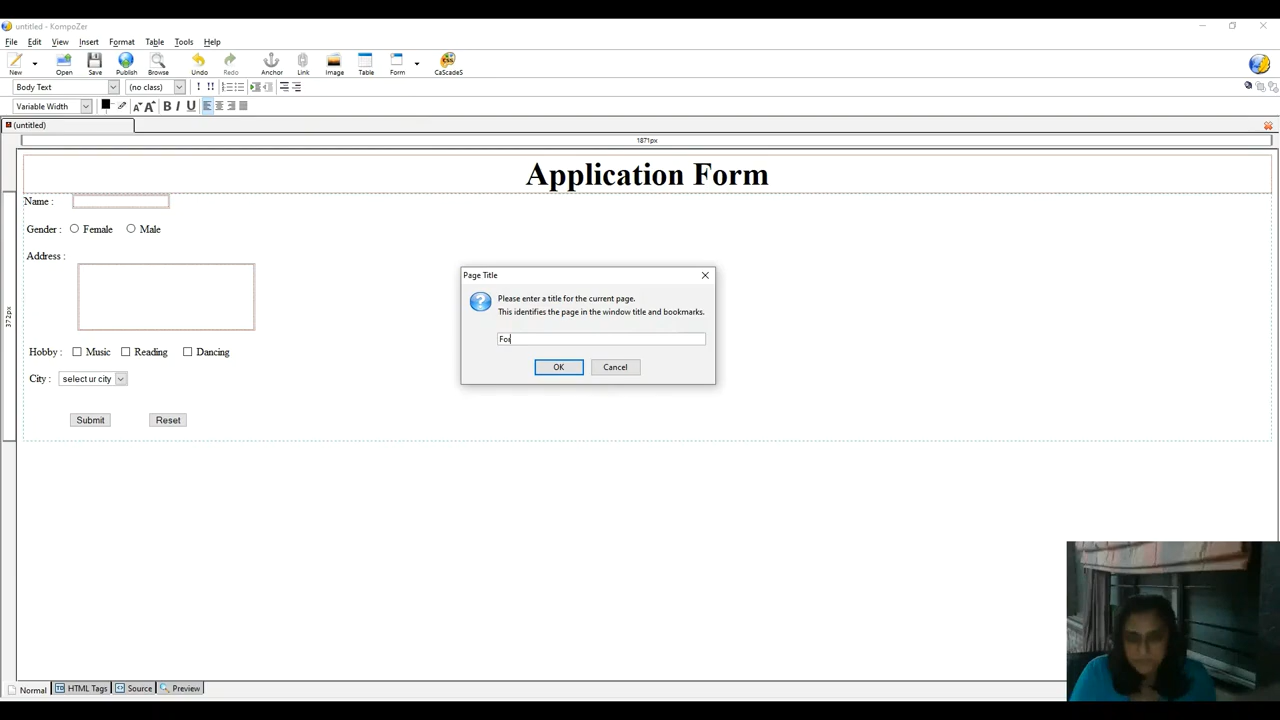 untitled - KompoZer
File Edit View Insert Format Table Tools Help
New Open Save Publish Browse Undo Redo Anchor Link Image Table Form CaScadeS
Body Text (no class)
Variable Width
(untitled)
1871px
Application Form
Name :
Gender : Female Male
Address :
372px
Hobby : Music Reading Dancing
City : select ur city
Submit Reset
Page Title
Please enter a title for the current page.
This identifies the page in the window title and bookmarks.
For
OK Cancel
Normal HTML Tags Source Preview